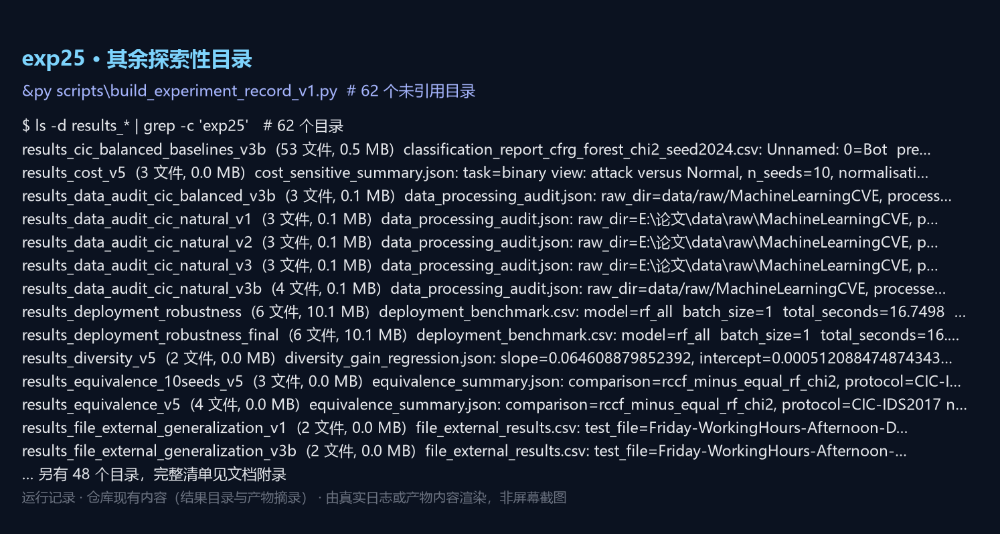 exp25 • 其余探索性目录
&py scripts\build_experiment_record_v1.py  # 62 个未引用目录
$ ls -d results_* | grep -c 'exp25'   # 62 个目录
results_cic_balanced_baselines_v3b  (53 文件, 0.5 MB)  classification_report_cfrg_forest_chi2_seed2024.csv: Unnamed: 0=Bot  pre...
results_cost_v5  (3 文件, 0.0 MB)  cost_sensitive_summary.json: task=binary view: attack versus Normal, n_seeds=10, normalisati...
results_data_audit_cic_balanced_v3b  (3 文件, 0.1 MB)  data_processing_audit.json: raw_dir=data/raw/MachineLearningCVE, process...
results_data_audit_cic_natural_v1  (3 文件, 0.1 MB)  data_processing_audit.json: raw_dir=E:\论文\data\raw\MachineLearningCVE, p...
results_data_audit_cic_natural_v2  (3 文件, 0.1 MB)  data_processing_audit.json: raw_dir=E:\论文\data\raw\MachineLearningCVE, p...
results_data_audit_cic_natural_v3  (3 文件, 0.1 MB)  data_processing_audit.json: raw_dir=E:\论文\data\raw\MachineLearningCVE, p...
results_data_audit_cic_natural_v3b  (4 文件, 0.1 MB)  data_processing_audit.json: raw_dir=data/raw/MachineLearningCVE, processe...
results_deployment_robustness  (6 文件, 10.1 MB)  deployment_benchmark.csv: model=rf_all  batch_size=1  total_seconds=16.7498  ...
results_deployment_robustness_final  (6 文件, 10.1 MB)  deployment_benchmark.csv: model=rf_all  batch_size=1  total_seconds=16....
results_diversity_v5  (2 文件, 0.0 MB)  diversity_gain_regression.json: slope=0.064608879852392, intercept=0.000512088474874343...
results_equivalence_10seeds_v5  (3 文件, 0.0 MB)  equivalence_summary.json: comparison=rccf_minus_equal_rf_chi2, protocol=CIC-I...
results_equivalence_v5  (4 文件, 0.0 MB)  equivalence_summary.json: comparison=rccf_minus_equal_rf_chi2, protocol=CIC-IDS2017 n...
results_file_external_generalization_v1  (2 文件, 0.0 MB)  file_external_results.csv: test_file=Friday-WorkingHours-Afternoon-D...
results_file_external_generalization_v3b  (2 文件, 0.0 MB)  file_external_results.csv: test_file=Friday-WorkingHours-Afternoon-...
... 另有 48 个目录，完整清单见文档附录
运行记录 · 仓库现有内容（结果目录与产物摘录） · 由真实日志或产物内容渲染，非屏幕截图